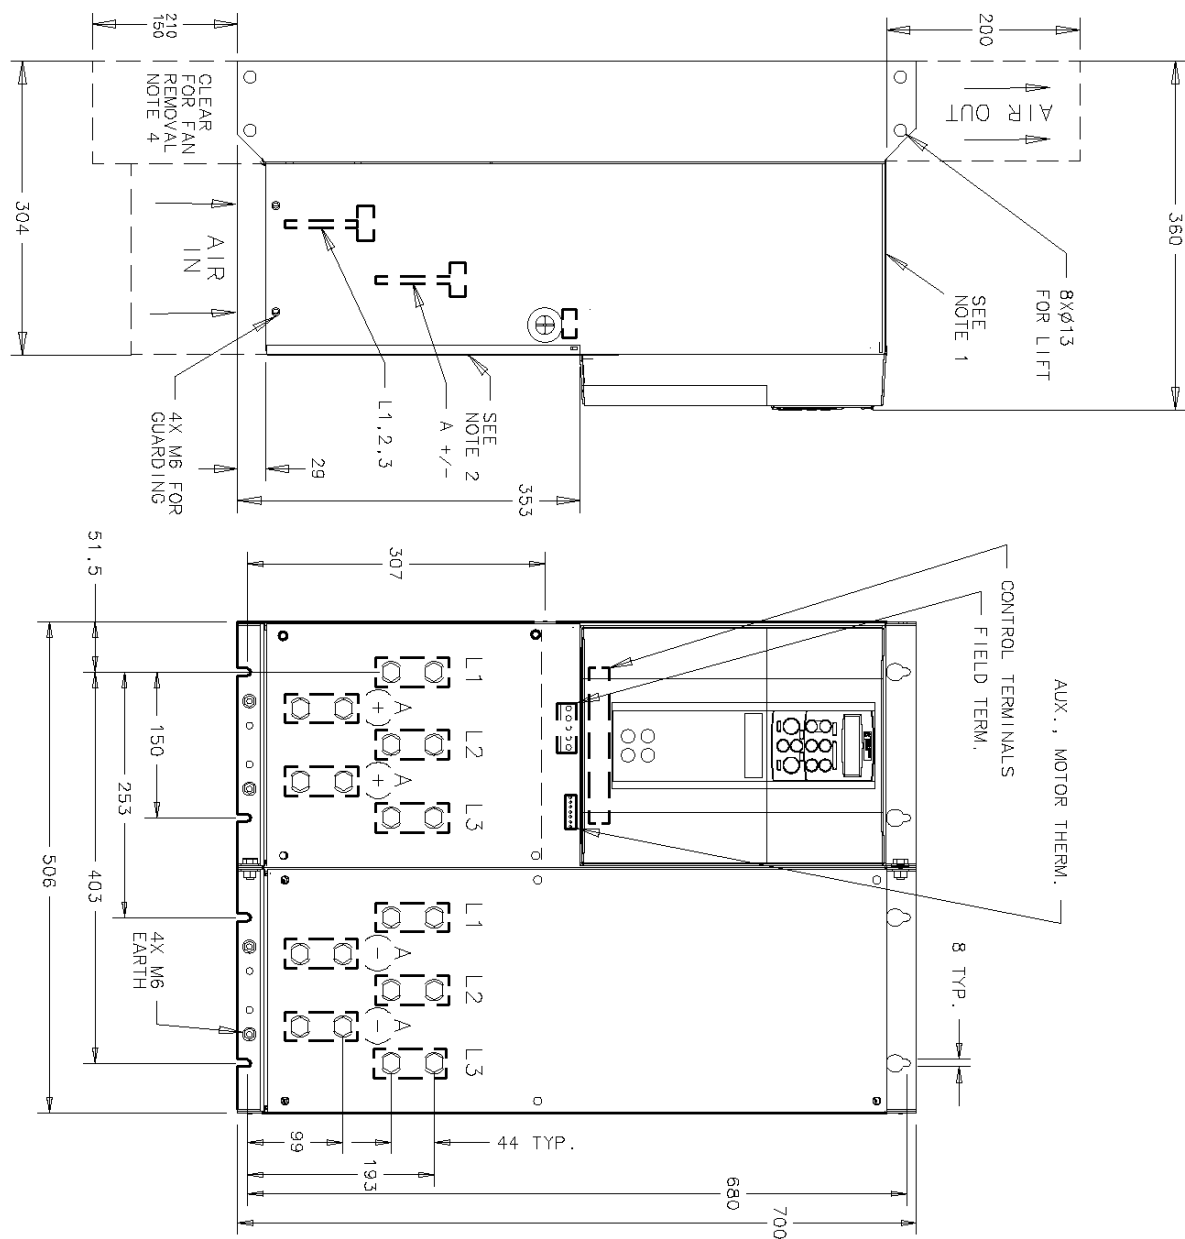 210
150
200
CLEAR
FOR FAN
REMOVAL
NOTE 4
AIR OUT
304
360
AIR
IN
8XØ13
FOR LIFT
SEE
NOTE 1
L1,2,3
A +/-
SEE
NOTE 2
4X M6 FOR
GUARDING
29
353
51,5
307
CONTROL TERMINALS
FIELD TERM.
AUX., MOTOR THERM.
L1
A
+
L2
A
+
L3
150
253
403
506
L1
A
-
L2
A
-
L3
4X M6
EARTH
8 TYP.
99
44 TYP.
193
680
700